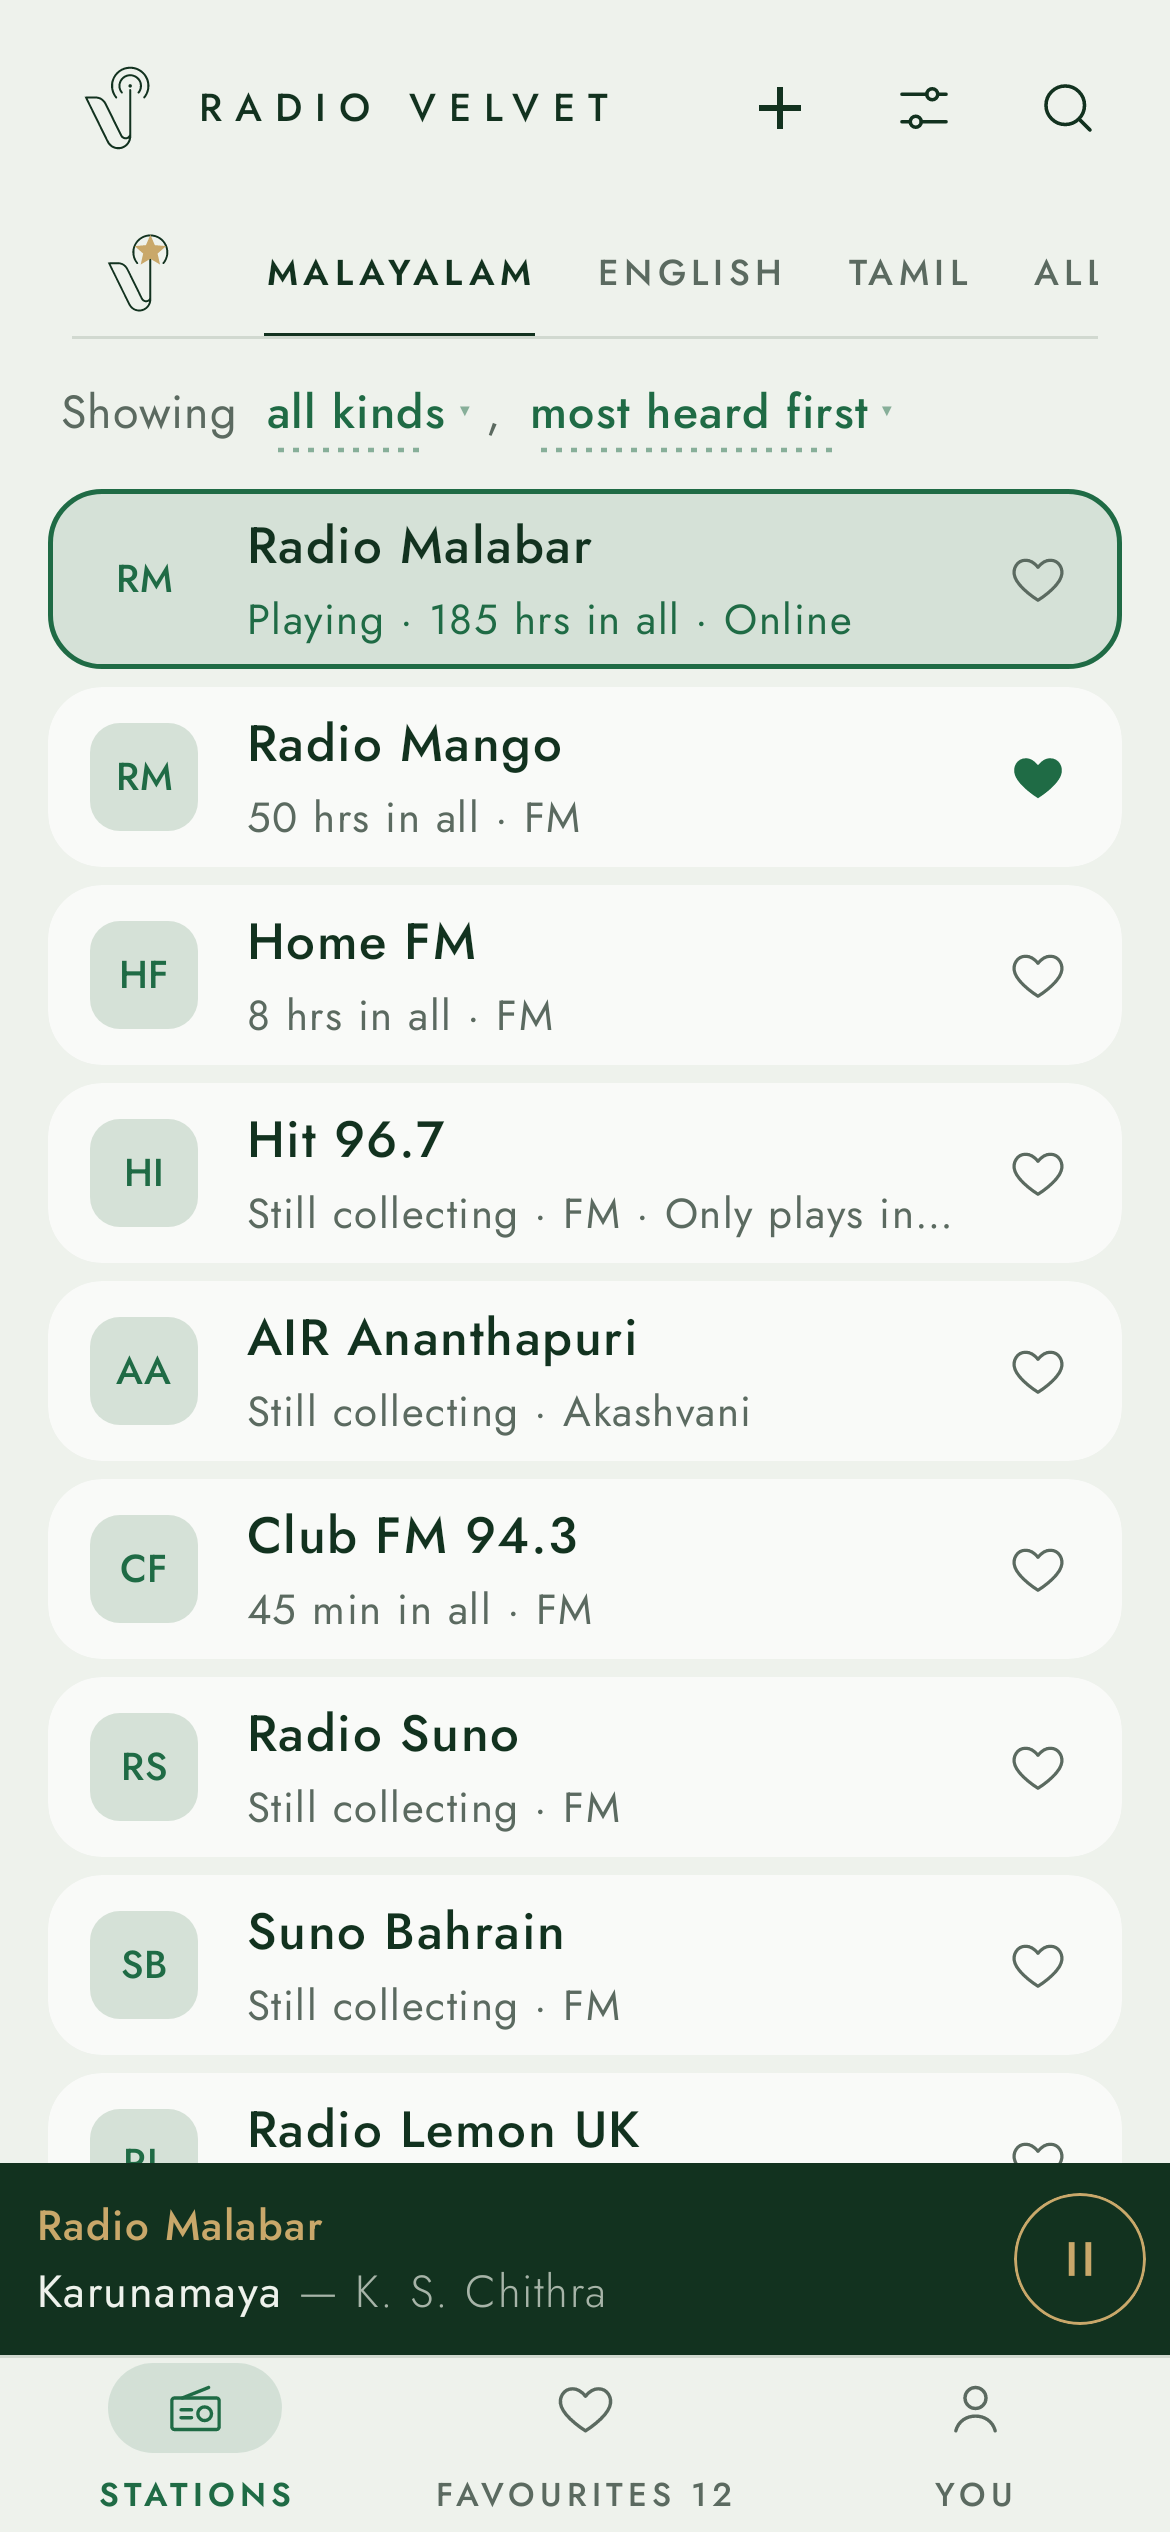 RADIO VELVET
MALAYALAM ENGLISH TAMIL ALL
Showing all kinds ▾ , most heard first ▾
RM
Radio Malabar
Playing · 185 hrs in all · Online
RM
Radio Mango
50 hrs in all · FM
HF
Home FM
8 hrs in all · FM
HI
Hit 96.7
Still collecting · FM · Only plays in...
AA
AIR Ananthapuri
Still collecting · Akashvani
CF
Club FM 94.3
45 min in all · FM
RS
Radio Suno
Still collecting · FM
SB
Suno Bahrain
Still collecting · FM
Radio Lemon UK
Radio Malabar
Karunamaya — K. S. Chithra
STATIONS FAVOURITES 12 YOU